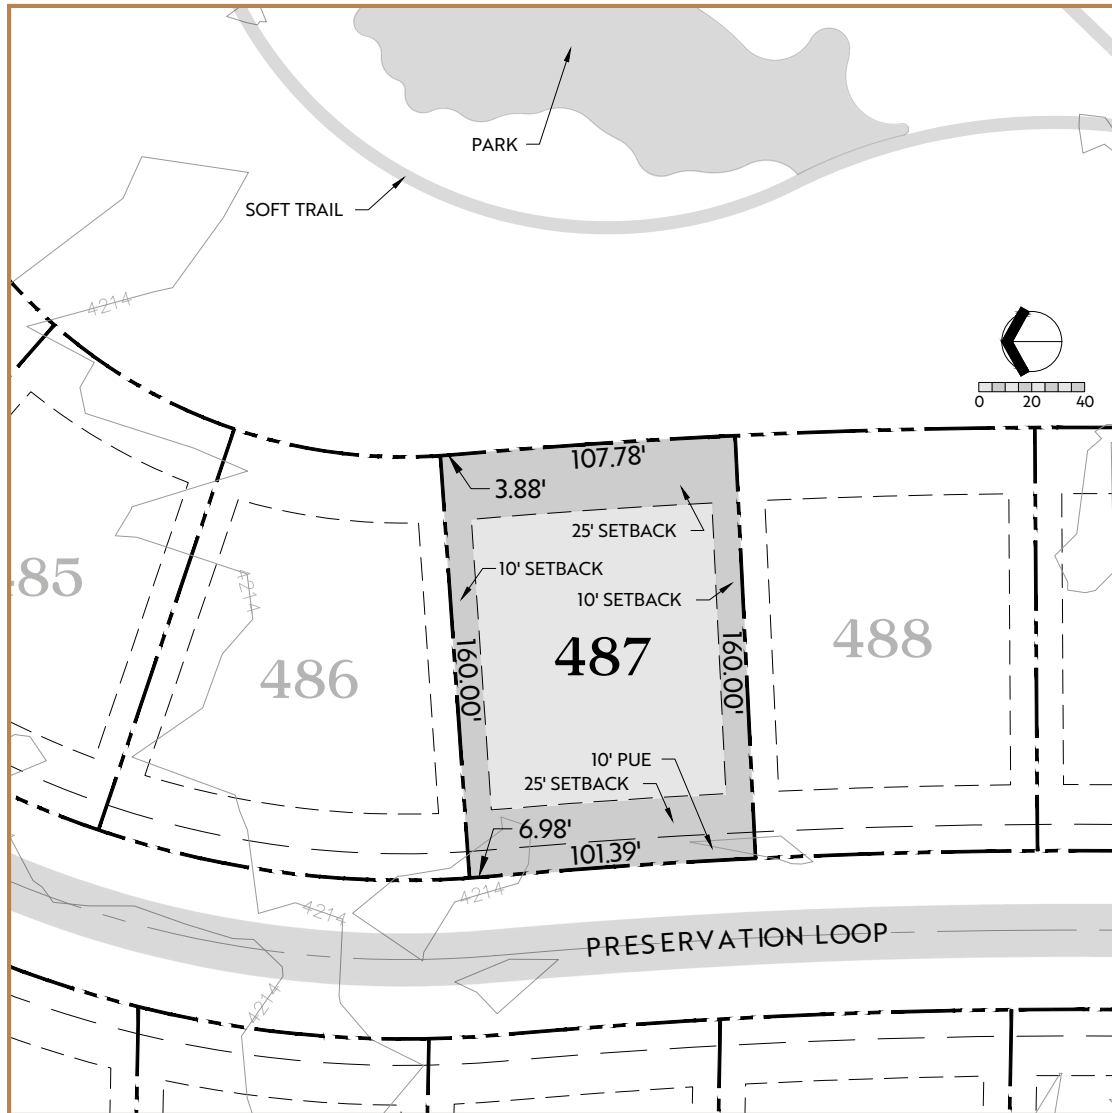 PARK
SOFT TRAIL
4214
0 20 40
107.78'
3.88'
25' SETBACK
10' SETBACK
10' SETBACK
485
4214
487
488
486
160.00'
160.00'
10' PUE
25' SETBACK
6.98'
101.39'
4214
4214
PRESERVATION LOOP
4214